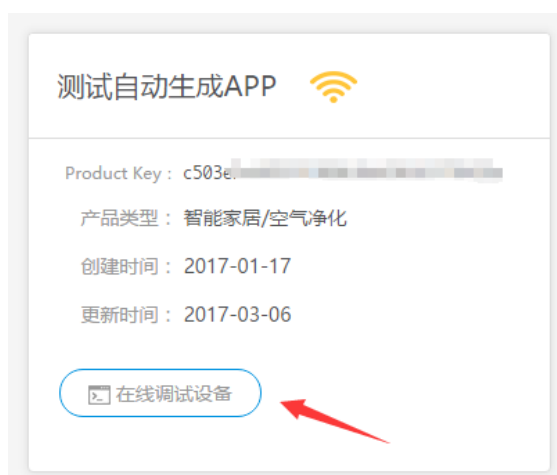 测试自动生成APP
Product Key： c503e
产品类型： 智能家居/空气净化
创建时间： 2017-01-17
更新时间： 2017-03-06
在线调试设备